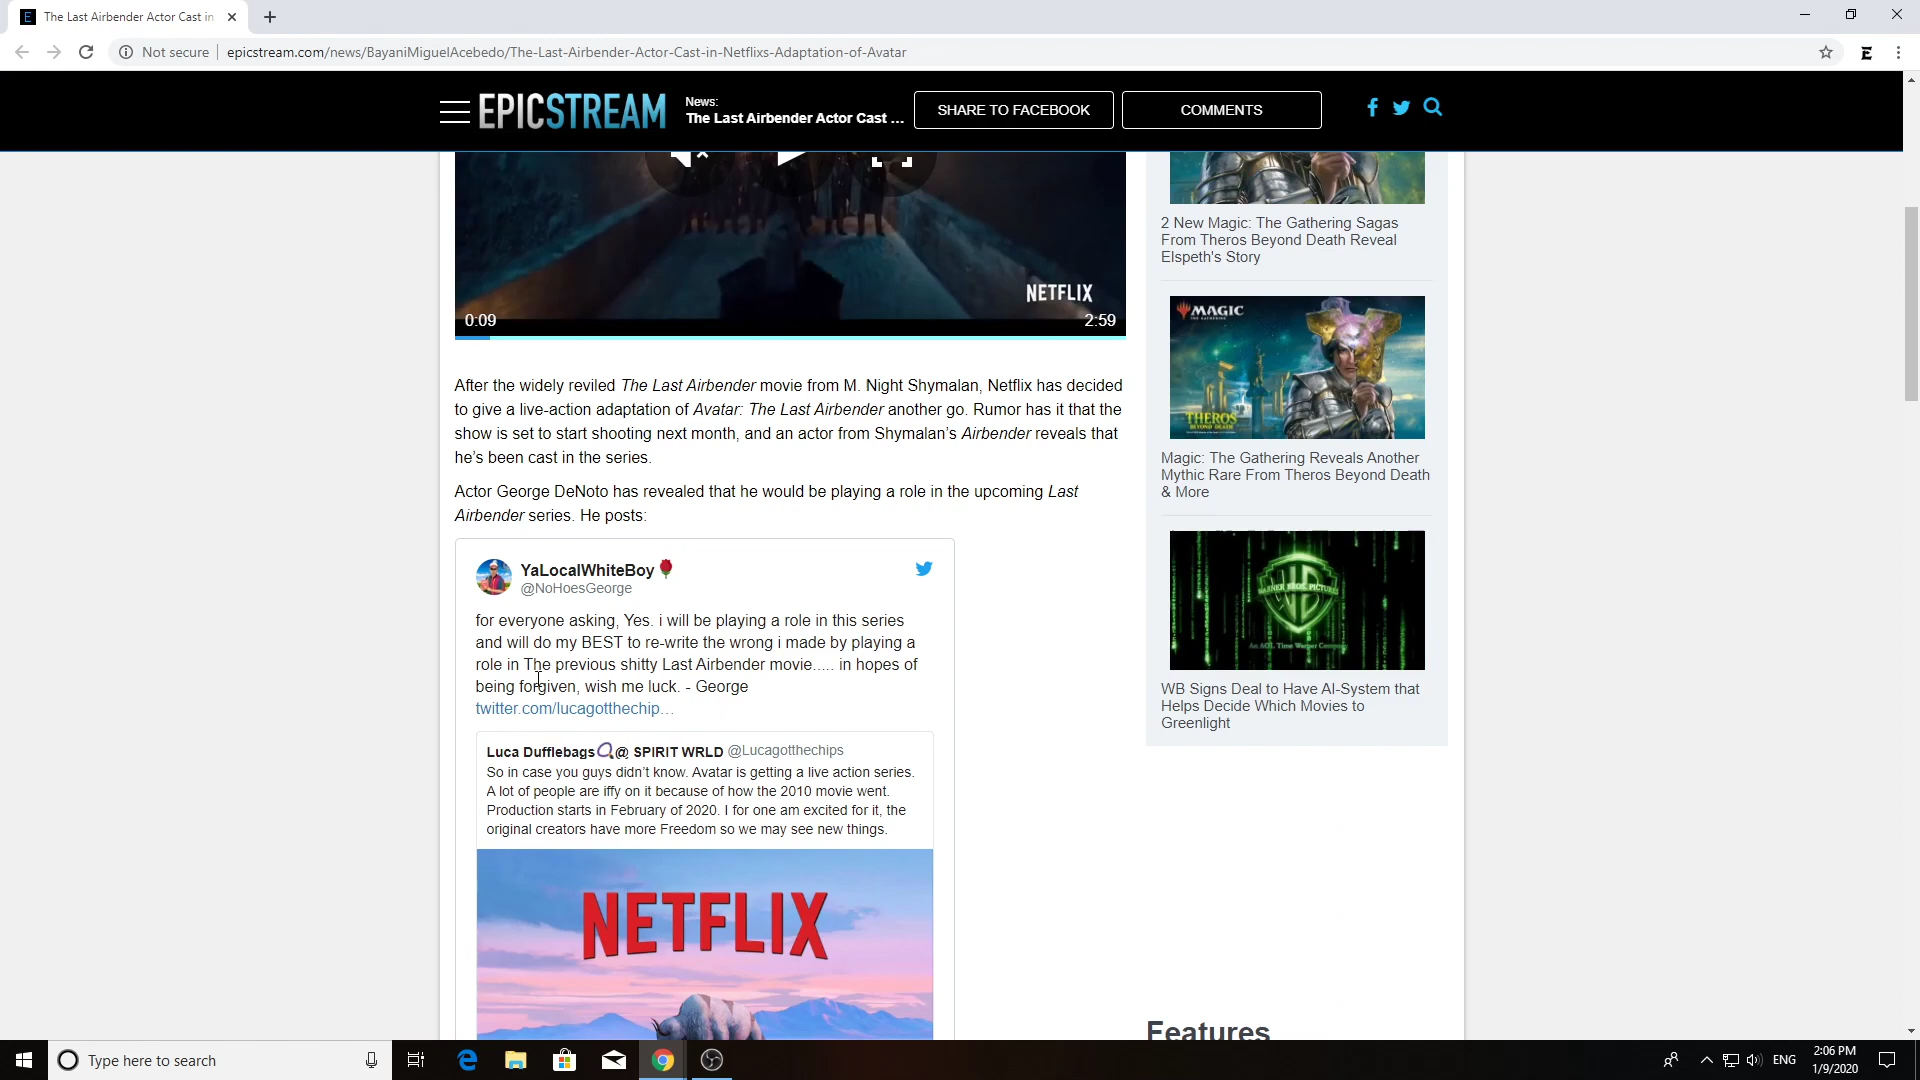 The Last Airbender Actor Cast in
Not secure
epicstream.com/news/BayaniMiguelAcebedo/The-Last-Airbender-Actor-Cast-in-Netflixs-Adaptation-of-Avatar
EPICSTREAM
News:
The Last Airbender Actor Cast ...
SHARE TO FACEBOOK
COMMENTS
NETFLIX
0:09
2:59
After the widely reviled The Last Airbender movie from M. Night Shymalan, Netflix has decided
to give a live-action adaptation of Avatar: The Last Airbender another go. Rumor has it that the
show is set to start shooting next month, and an actor from Shymalan's Airbender reveals that
he's been cast in the series.
Actor George DeNoto has revealed that he would be playing a role in the upcoming Last
Airbender series. He posts:
YaLocalWhiteBoy🌹
@NoHoesGeorge
for everyone asking, Yes. i will be playing a role in this series
and will do my BEST to re-write the wrong i made by playing a
role in The previous shitty Last Airbender movie..... in hopes of
being forgiven, wish me luck. - George
twitter.com/lucagotthechip…
Luca Dufflebags @ SPIRIT WRLD @Lucagotthechips
So in case you guys didn't know. Avatar is getting a live action series.
A lot of people are iffy on it because of how the 2010 movie went.
Production starts in February of 2020. I for one am excited for it, the
original creators have more Freedom so we may see new things.
NETFLIX
2 New Magic: The Gathering Sagas
From Theros Beyond Death Reveal
Elspeth's Story
MAGIC
THE GATHERING
THEROS
BEYOND DEATH
Magic: The Gathering Reveals Another
Mythic Rare From Theros Beyond Death
& More
WARNER BROS. PICTURES
WB
An AOL Time Warner Company
WB Signs Deal to Have AI-System that
Helps Decide Which Movies to
Greenlight
Features
Type here to search
ENG
2:06 PM
1/9/2020